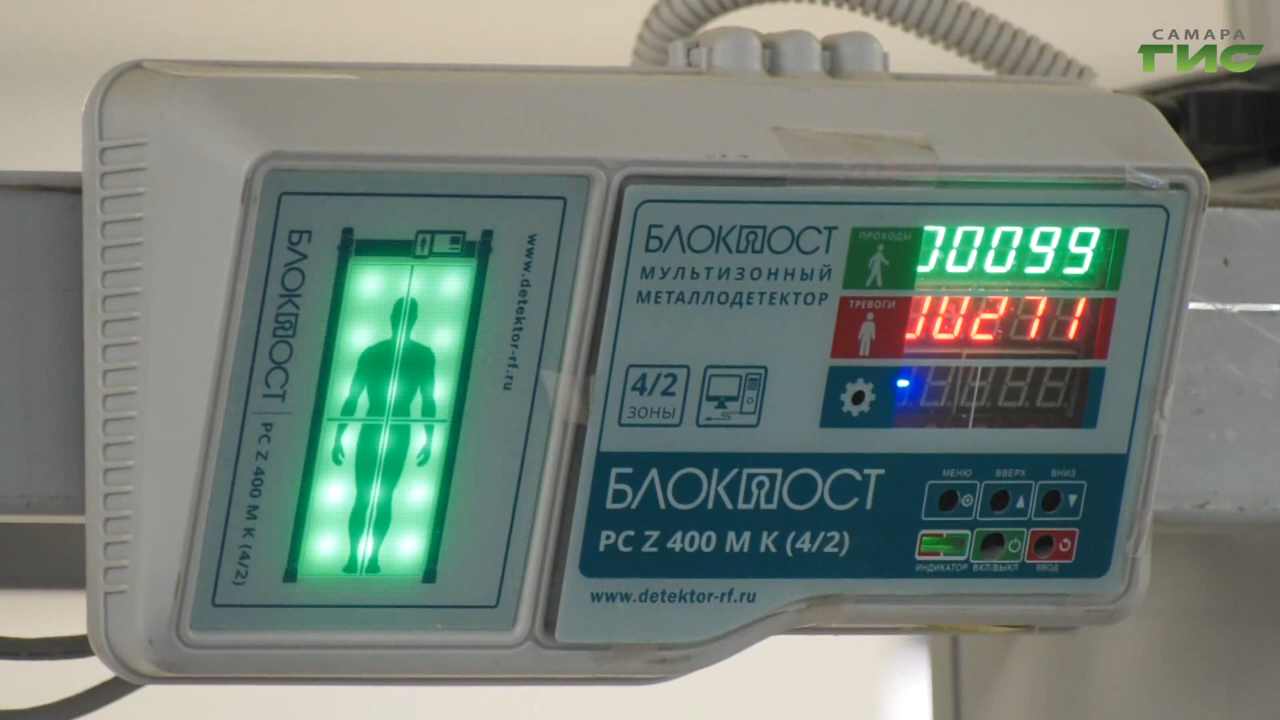 САМАРА
ГИС
БЛОКПОСТ
PC Z 400 M K (4/2)
www.detektor-rf.ru
БЛОКПОСТ
МУЛЬТИЗОННЫЙ
МЕТАЛЛОДЕТЕКТОР
ПРОХОДЫ
00099
ТРЕВОГИ
00271
4/2
ЗОНЫ
БЛОКПОСТ
PC Z 400 M K (4/2)
МЕНЮ ВВЕРХ ВНИЗ
ИНДИКАТОР ВКЛ/ВЫКЛ ВВОД
www.detektor-rf.ru